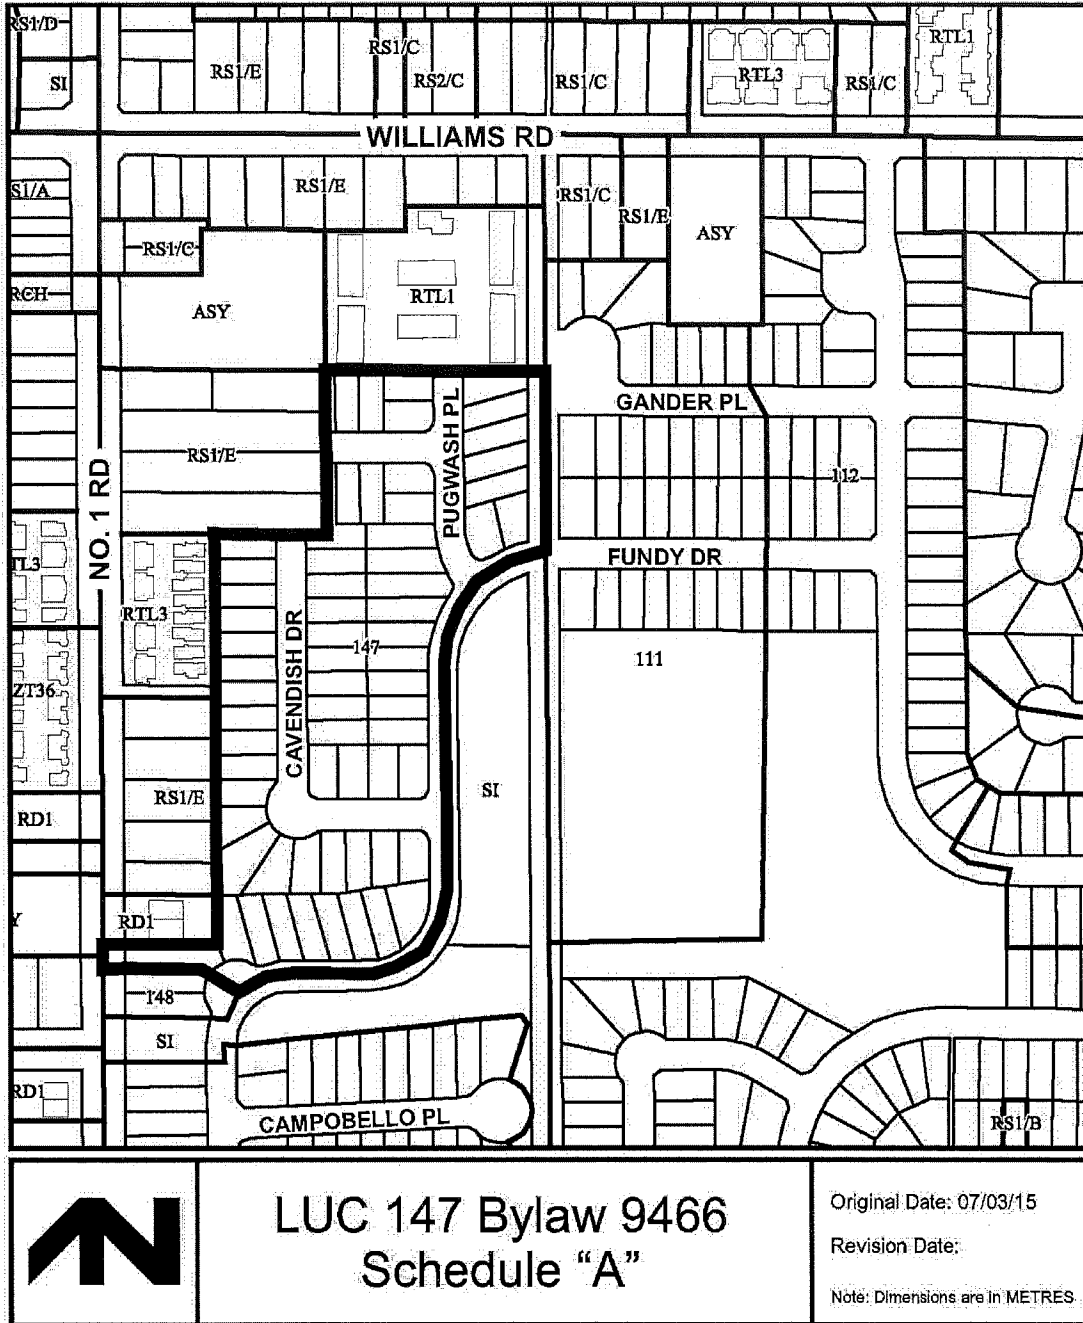 RS1/D
SI
RS1/E
RS1/C
RS2/C
RS1/C
RTL3
RS1/C
RTL1
WILLIAMS RD
S1/A
RS1/E
RS1/C
RS1/E
ASY
RS1/C
RCH
ASY
RTL1
GANDER PL
PUGWASH PL
RS1/E
112
NO. 1 RD
FUNDY DR
TL3
RTL3
CAVENDISH DR
147
111
ZT36
RS1/E
SI
RD1
RD1
Y
148
SI
RD1
CAMPOBELLO PL
RS1/B
N
LUC 147 Bylaw 9466
Schedule “A”
Original Date: 07/03/15
Revision Date:
Note: Dimensions are in METRES